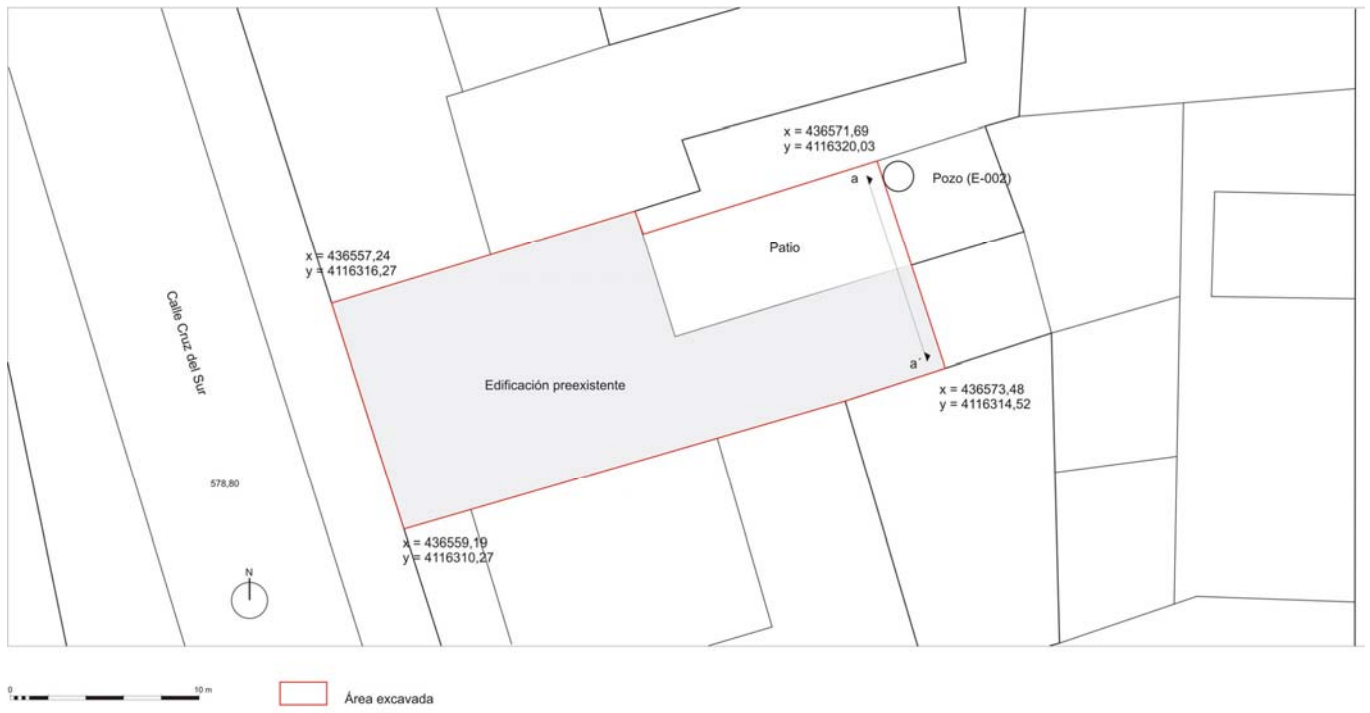 x = 436571,69
y = 4116320,03
a
Pozo (E-002)
Patio
x = 436557,24
y = 4116316,27
Calle Cruz del Sur
a´
Edificación preexistente
x = 436573,48
y = 4116314,52
578,80
x = 436559,19
y = 4116310,27
N
0
10 m
Área excavada